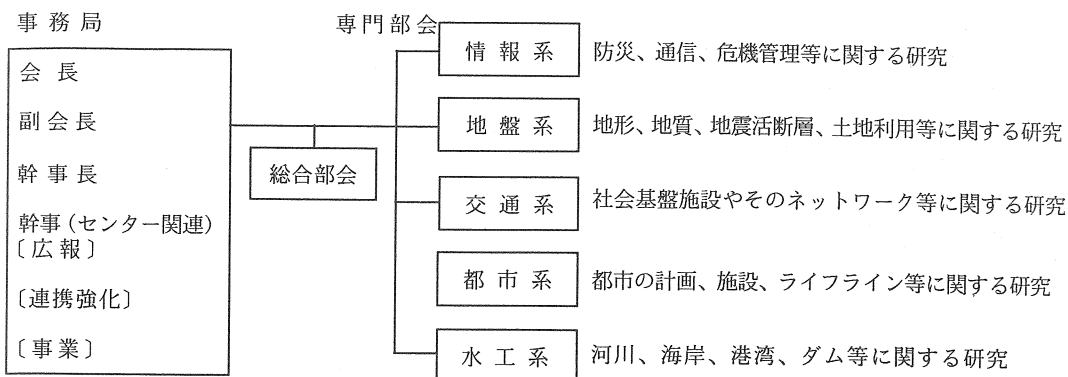 事務局
会長
副会長
幹事長
幹事(センター関連)
〔広報〕
〔連携強化〕
〔事業〕
総合部会
専門部会
情報系 防災、通信、危機管理等に関する研究
地盤系 地形、地質、地震活断層、土地利用等に関する研究
交通系 社会基盤施設やそのネットワーク等に関する研究
都市系 都市の計画、施設、ライフライン等に関する研究
水工系 河川、海岸、港湾、ダム等に関する研究